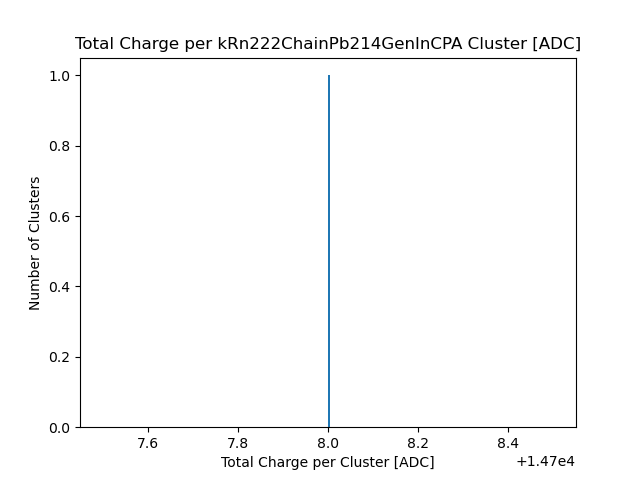 Total Charge per kRn222ChainPb214GenInCPA Cluster [ADC]
1.0
0.8
0.6
0.4
0.2
0.0
Number of Clusters
7.6 7.8 8.0 8.2 8.4
Total Charge per Cluster [ADC]
+1.47e4